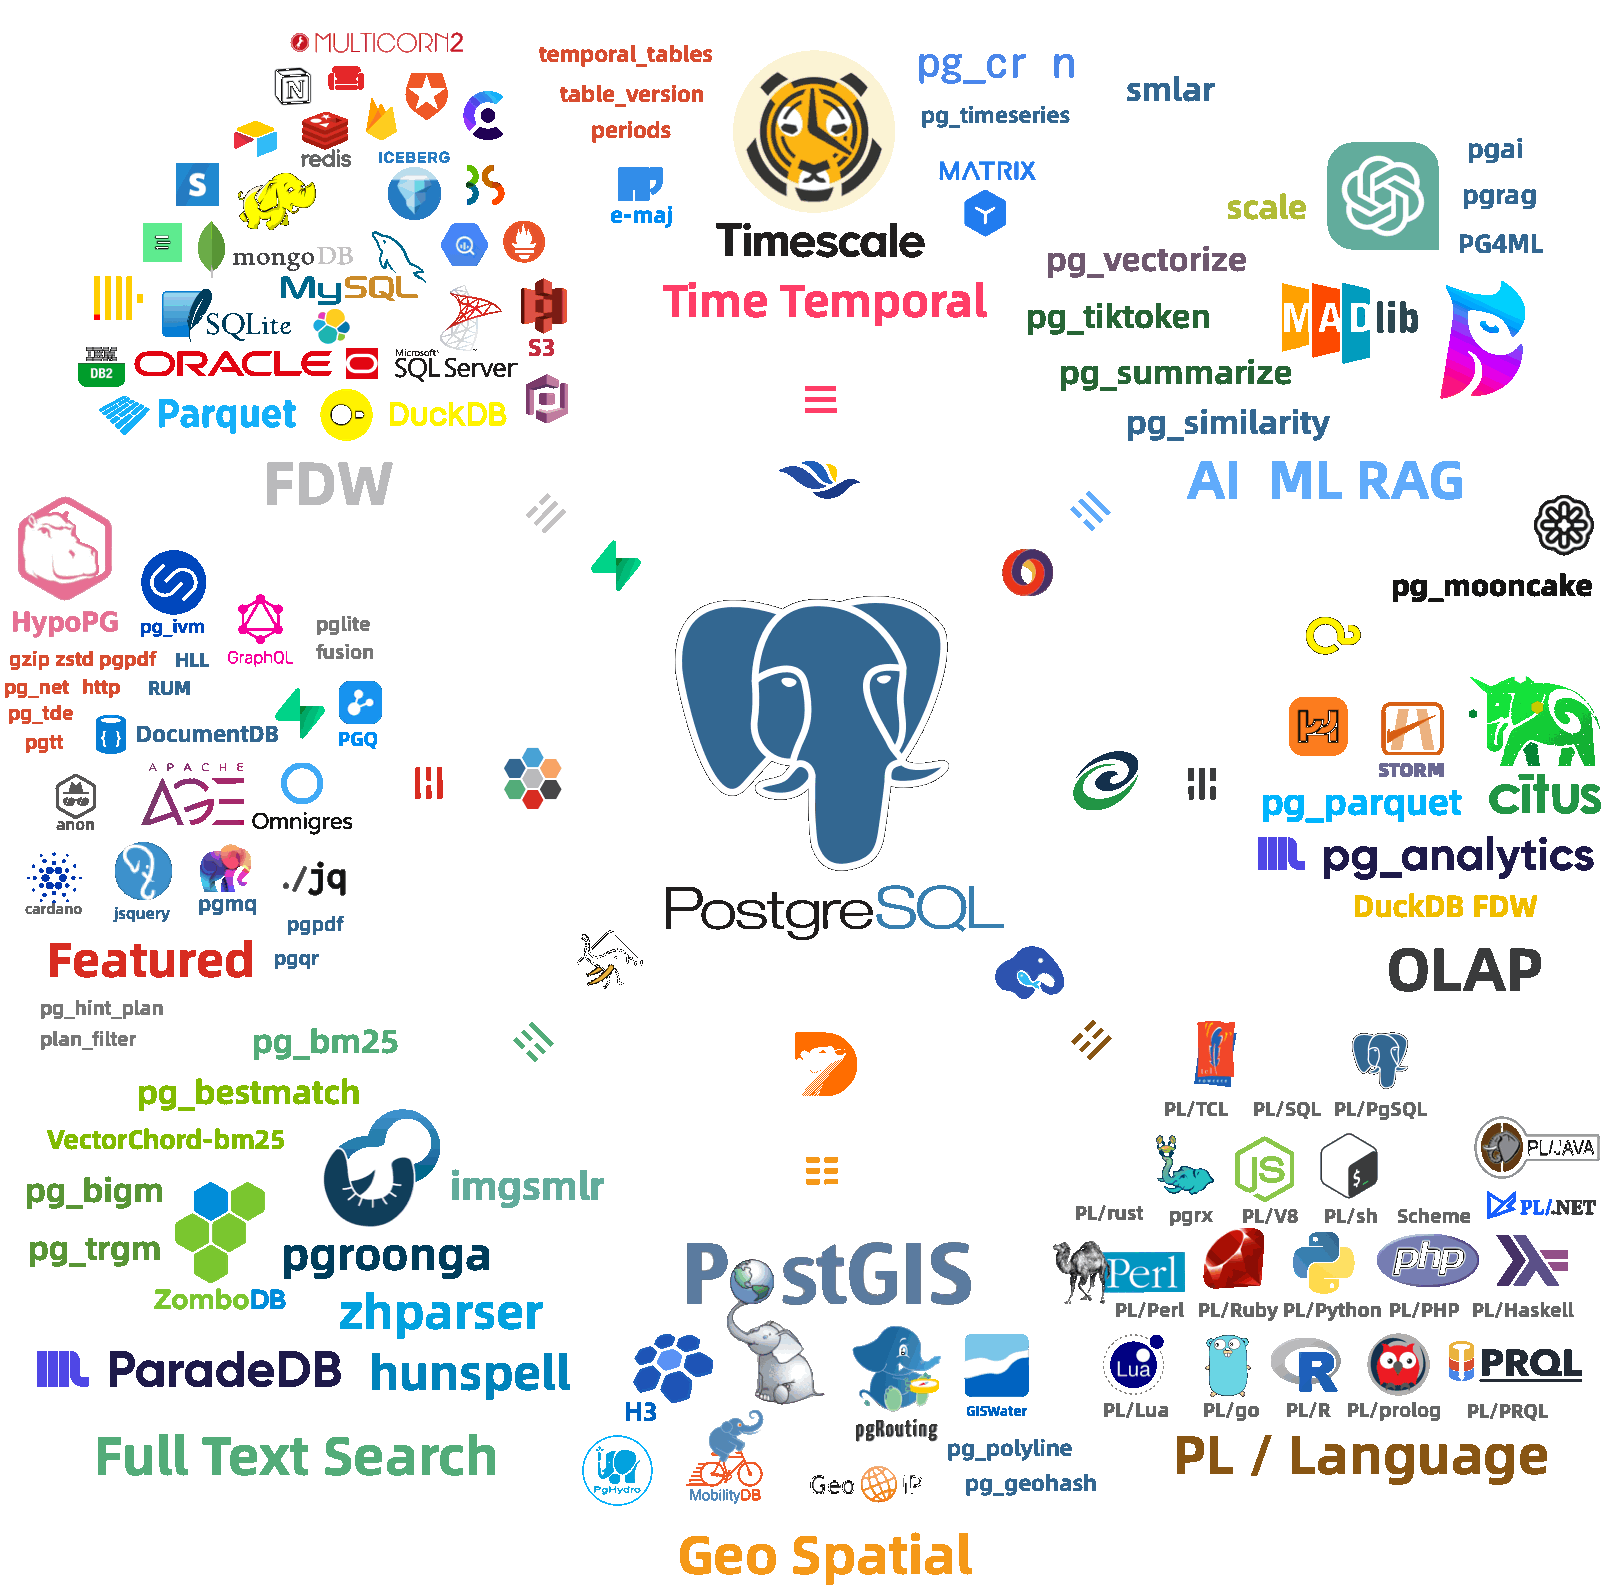 MULTICORN2
redis
ICEBERG
mongoDB
MySQL
SQLite
S3
IBM
DB2
ORACLE
Microsoft®
SQL Server
Parquet
DuckDB
FDW
temporal_tables
table_version
periods
e-maj
Timescale
pg_cr n
pg_timeseries
MATRIX
Time Temporal
smlar
pgai
pgrag
PG4ML
scale
pg_vectorize
pg_tiktoken
MADlib
pg_summarize
pg_similarity
AI ML RAG
HypoPG
pg_ivm
GraphQL
pglite
fusion
gzip zstd pgpdf HLL
pg_net http RUM
pg_tde
pgtt
DocumentDB
PGQ
anon
APACHE
AGE
Omnigres
cardano
jsquery
pgmq
./jq
pgpdf
pgqr
Featured
pg_hint_plan
plan_filter
PostgreSQL
pg_mooncake
STORM
citus
pg_parquet
pg_analytics
DuckDB FDW
OLAP
pg_bm25
pg_bestmatch
VectorChord-bm25
pg_bigm
pg_trgm
ZomboDB
imgsmlr
pgroonga
zhparser
ParadeDB
hunspell
Full Text Search
PostGIS
H3
pgRouting
GISWater
PgHydro
MobilityDB
GeoIP
pg_polyline
pg_geohash
Geo Spatial
PL/TCL PL/SQL PL/PgSQL
JS
$_
PL/JAVA
PL/.NET
PL/rust pgrx PL/V8 PL/sh Scheme
Perl
php
PL/Perl PL/Ruby PL/Python PL/PHP PL/Haskell
Lua
R
PRQL
PL/Lua PL/go PL/R PL/prolog PL/PRQL
PL / Language